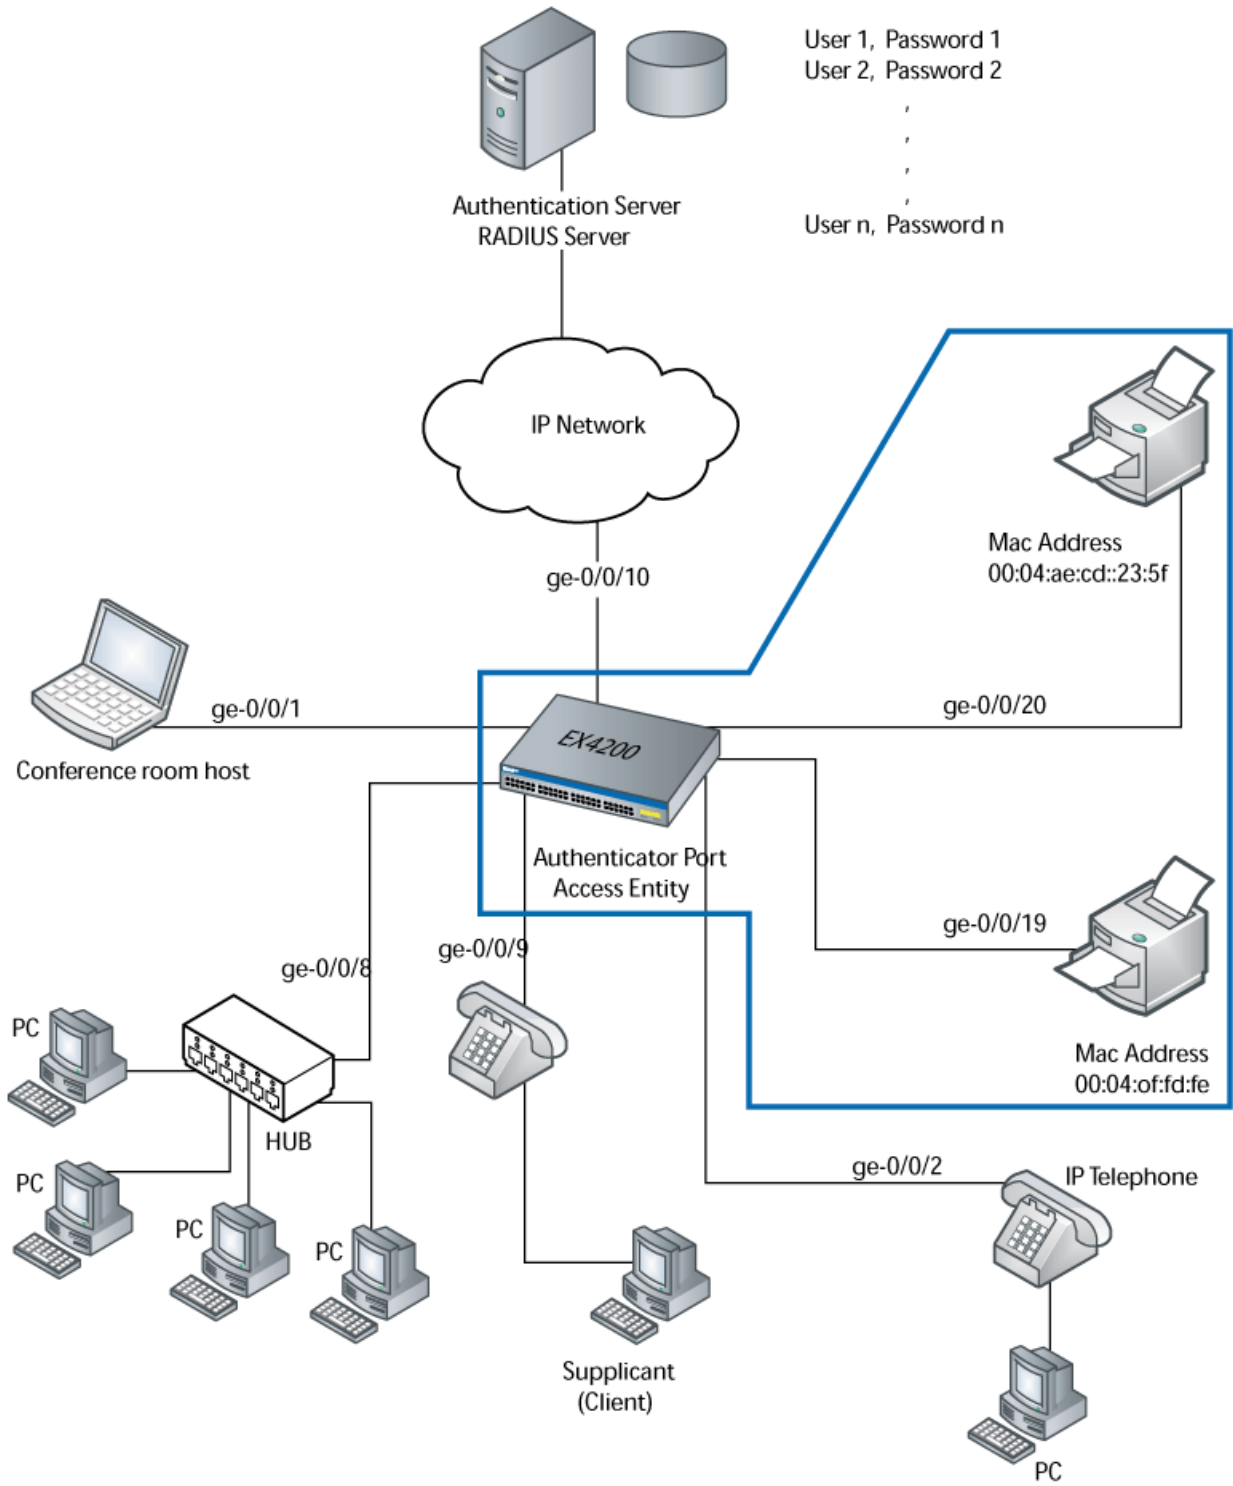 User 1, Password 1
User 2, Password 2
,
,
,
,
User n, Password n
Authentication Server
RADIUS Server
IP Network
Mac Address
00:04:ae:cd::23:5f
ge-0/0/10
ge-0/0/1
ge-0/0/20
EX4200
Conference room host
Authenticator Port
Access Entity
ge-0/0/19
ge-0/0/9
ge-0/0/8
PC
Mac Address
00:04:of:fd:fe
HUB
ge-0/0/2
IP Telephone
PC
PC
PC
Supplicant
(Client)
PC